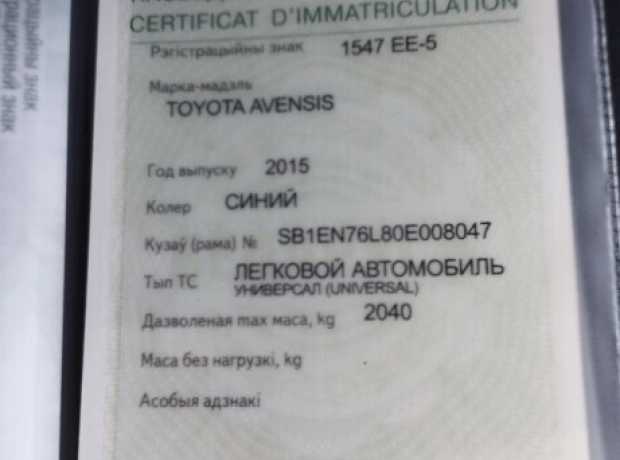 CERTIFICAT D'IMMATRICULATION
Рэгістрацыйны знак 1547 EE-5
Марка-мадэль
TOYOTA AVENSIS
Год выпуску 2015
Колер СИНИЙ
Кузаў (рама) № SB1EN76L80E008047
Тып ТС ЛЕГКОВОЙ АВТОМОБИЛЬ
УНИВЕРСАЛ (UNIVERSAL)
Дазволеная max маса, kg 2040
Маса без нагрузкі, kg
Асобыя адзнакі